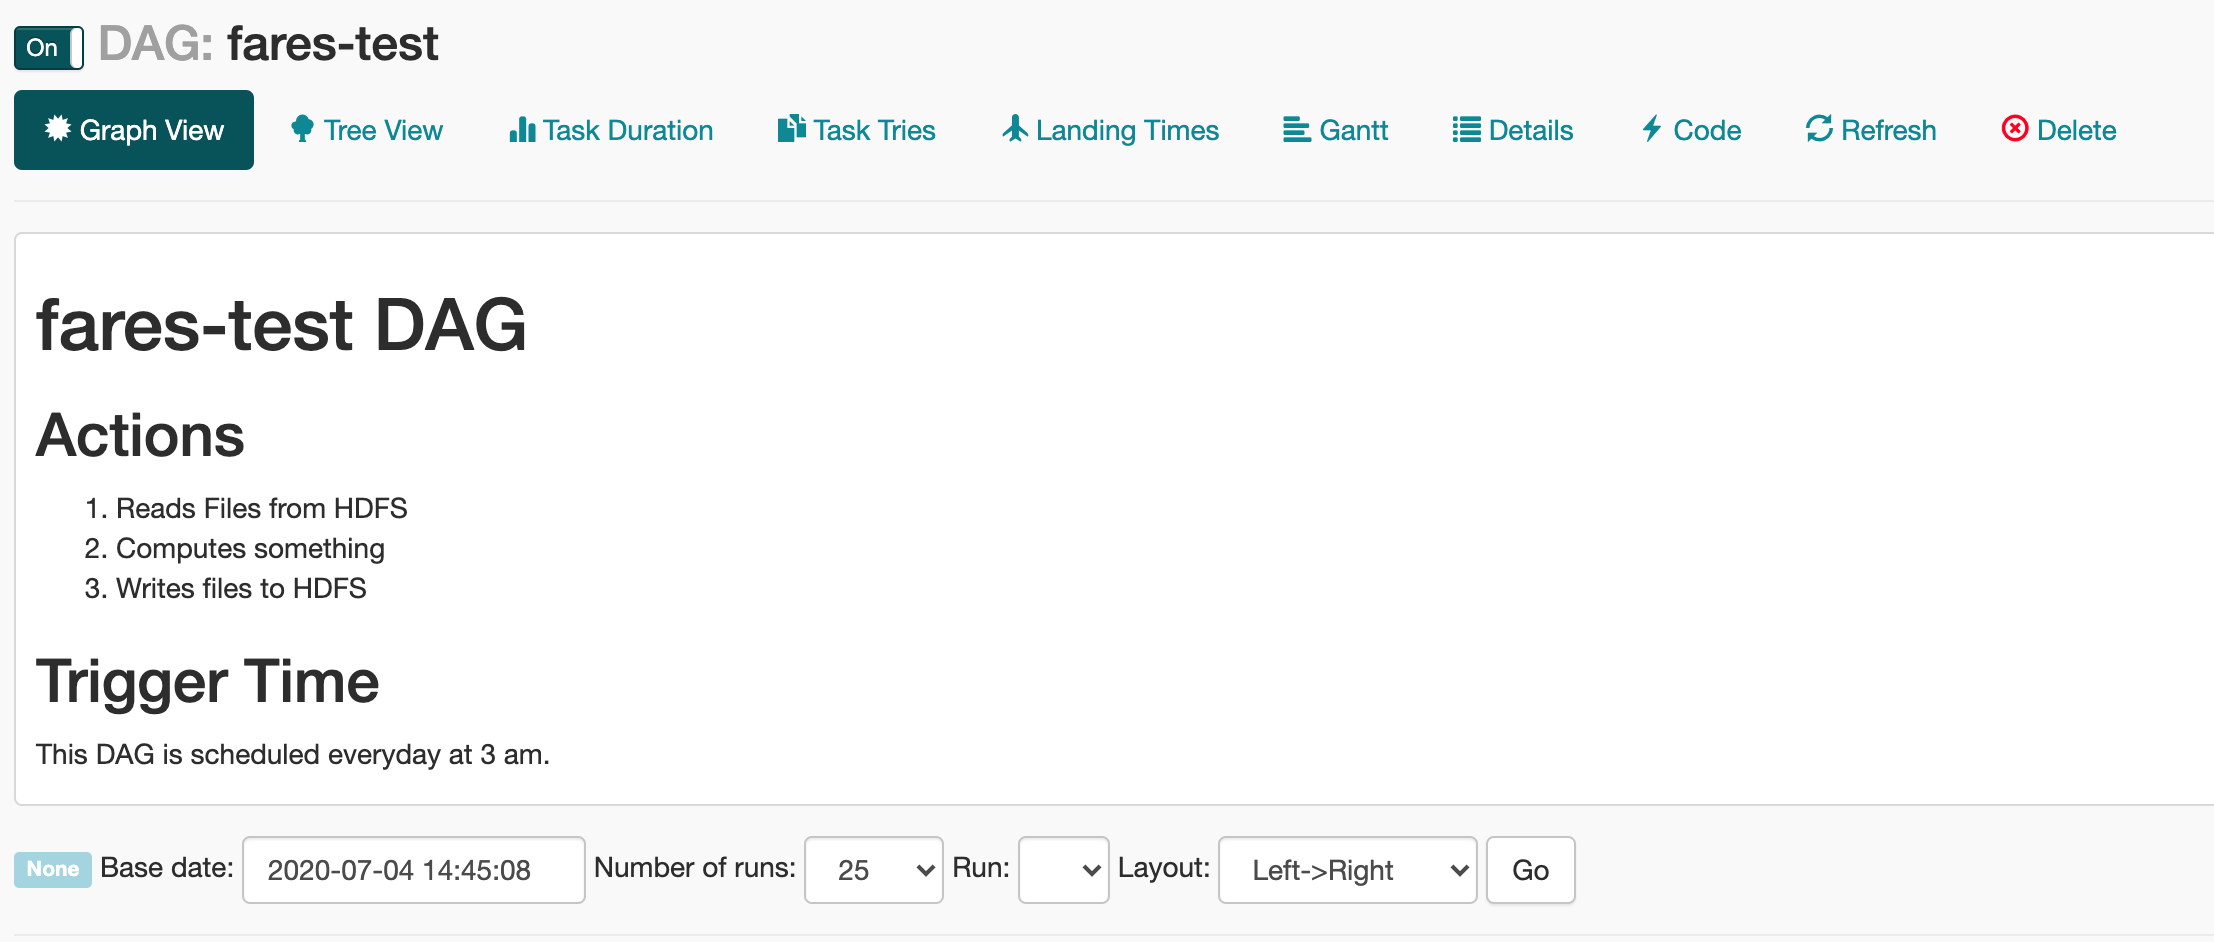 On DAG: fares-test
Graph View Tree View Task Duration Task Tries Landing Times Gantt Details Code Refresh Delete
fares-test DAG
Actions
1. Reads Files from HDFS
2. Computes something
3. Writes files to HDFS
Trigger Time
This DAG is scheduled everyday at 3 am.
None Base date: 2020-07-04 14:45:08 Number of runs: 25 Run: Layout: Left->Right Go